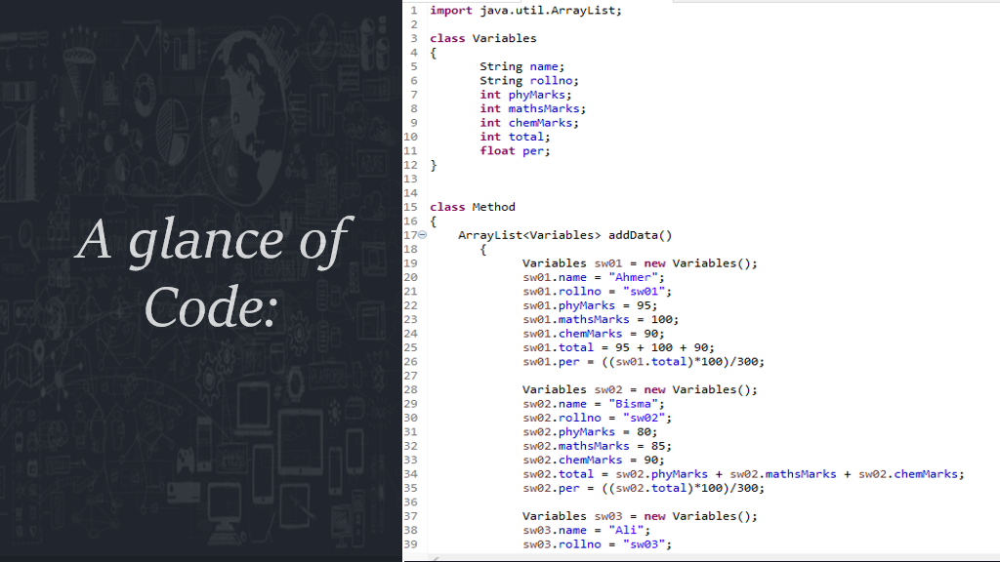 A glance of
Code:
1 import java.util.ArrayList;
2
3 class Variables
4 {
5 String name;
6 String rollno;
7 int phyMarks;
8 int mathsMarks;
9 int chemMarks;
10 int total;
11 float per;
12 }
13
14
15 class Method
16 {
17 ArrayList<Variables> addData()
18 {
19 Variables sw01 = new Variables();
20 sw01.name = "Ahmer";
21 sw01.rollno = "sw01";
22 sw01.phyMarks = 95;
23 sw01.mathsMarks = 100;
24 sw01.chemMarks = 90;
25 sw01.total = 95 + 100 + 90;
26 sw01.per = ((sw01.total)*100)/300;
27
28 Variables sw02 = new Variables();
29 sw02.name = "Bisma";
30 sw02.rollno = "sw02";
31 sw02.phyMarks = 80;
32 sw02.mathsMarks = 85;
33 sw02.chemMarks = 90;
34 sw02.total = sw02.phyMarks + sw02.mathsMarks + sw02.chemMarks;
35 sw02.per = ((sw02.total)*100)/300;
36
37 Variables sw03 = new Variables();
38 sw03.name = "Ali";
39 sw03.rollno = "sw03";